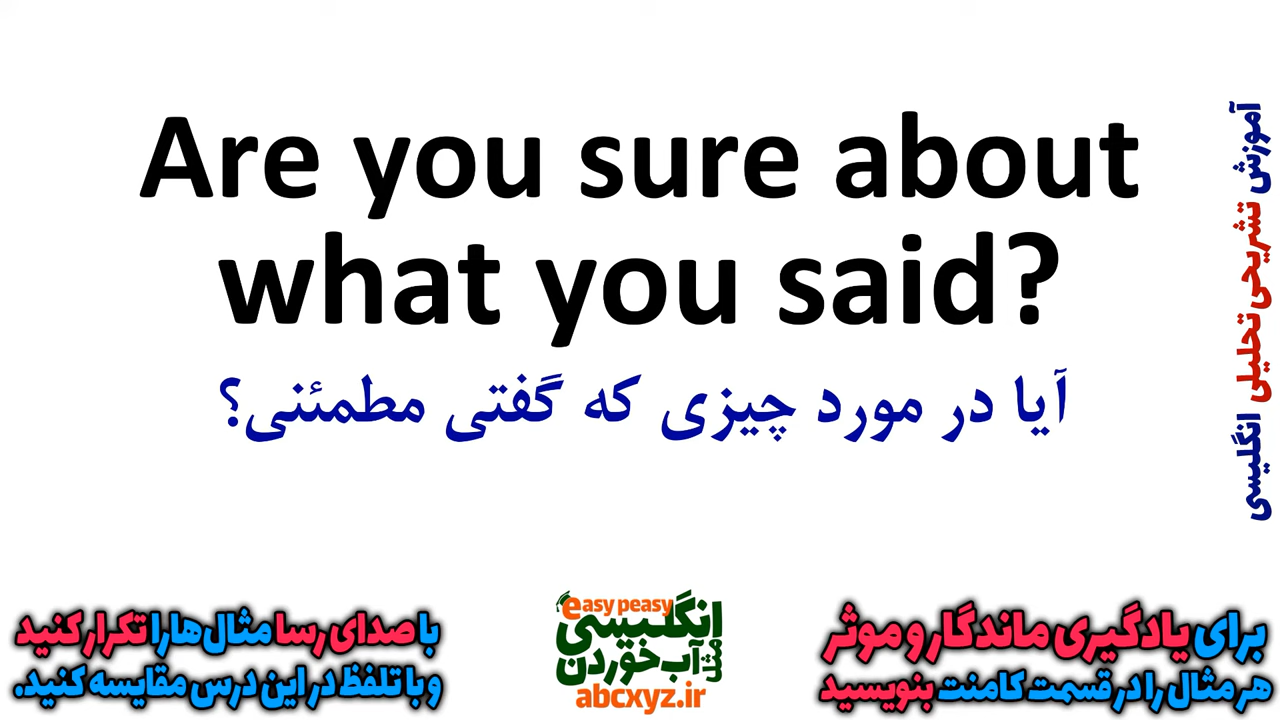 Are you sure about
what you said?
آیا در مورد چیزی که گفتی مطمئنی؟
آموزش تشریحی تحلیلی انگلیسی
برای یادگیری ماندگار و موثر
هر مثال را در قسمت کامنت بنویسید
easy peasy
انگلیسی
مثل آب خوردن
abcxyz.ir
با صدای رسا مثال‌ها را تکرار کنید
و با تلفظ در این درس مقایسه کنید.